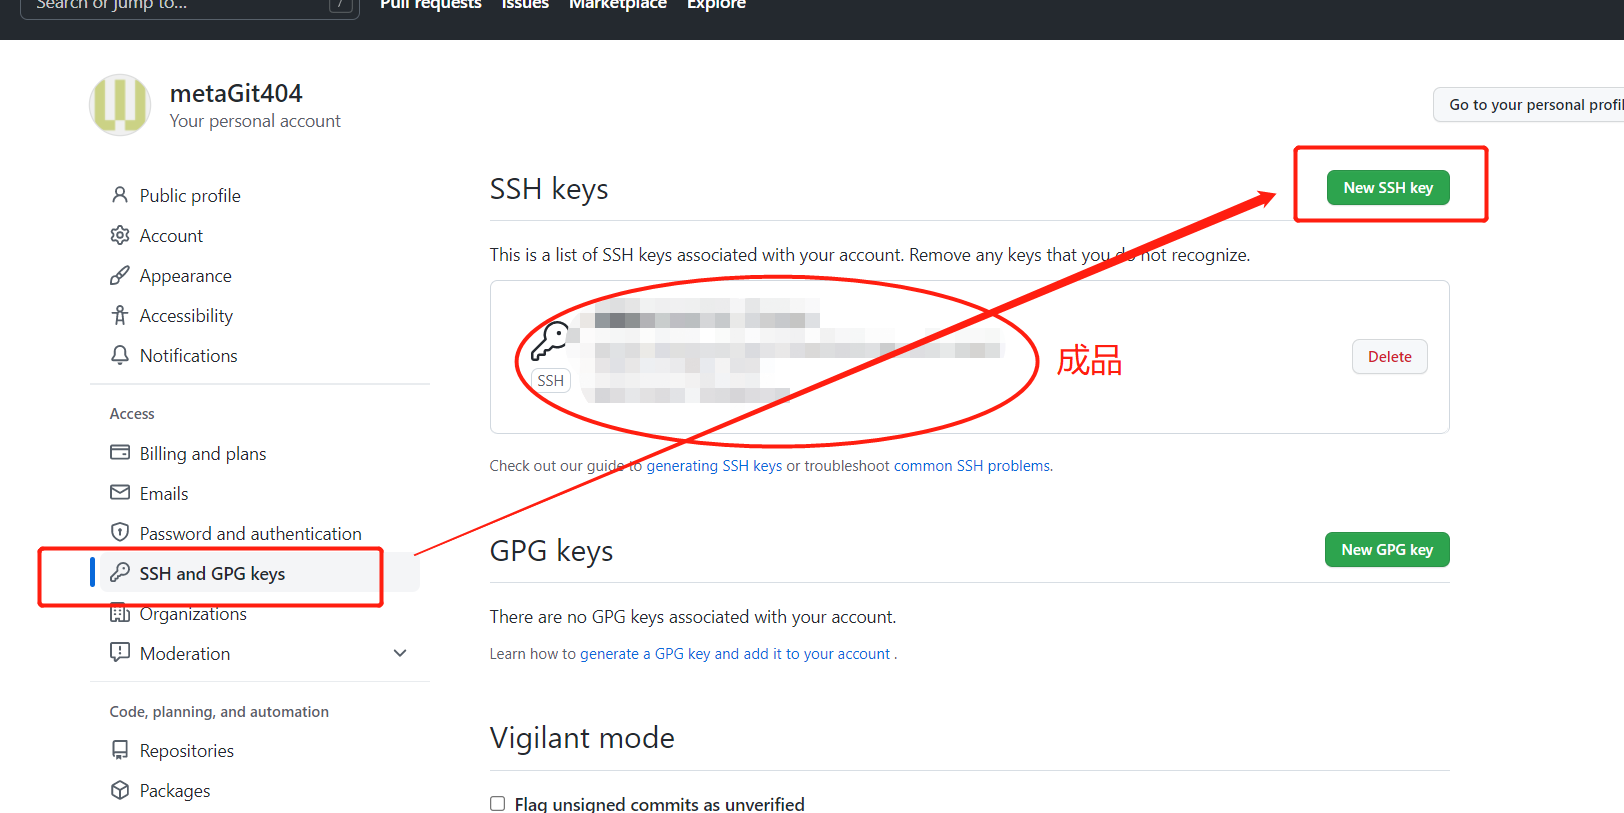 Search or jump to...
/
Pull requests
Issues
Marketplace
Explore
metaGit404
Your personal account
Go to your personal profil
Public profile
Account
Appearance
Accessibility
Notifications
Access
Billing and plans
Emails
Password and authentication
SSH and GPG keys
Organizations
Moderation
Code, planning, and automation
Repositories
Packages
SSH keys
New SSH key
This is a list of SSH keys associated with your account. Remove any keys that you do not recognize.
SSH
成品
Delete
Check out our guide to generating SSH keys or troubleshoot common SSH problems.
GPG keys
New GPG key
There are no GPG keys associated with your account.
Learn how to generate a GPG key and add it to your account .
Vigilant mode
Flag unsigned commits as unverified